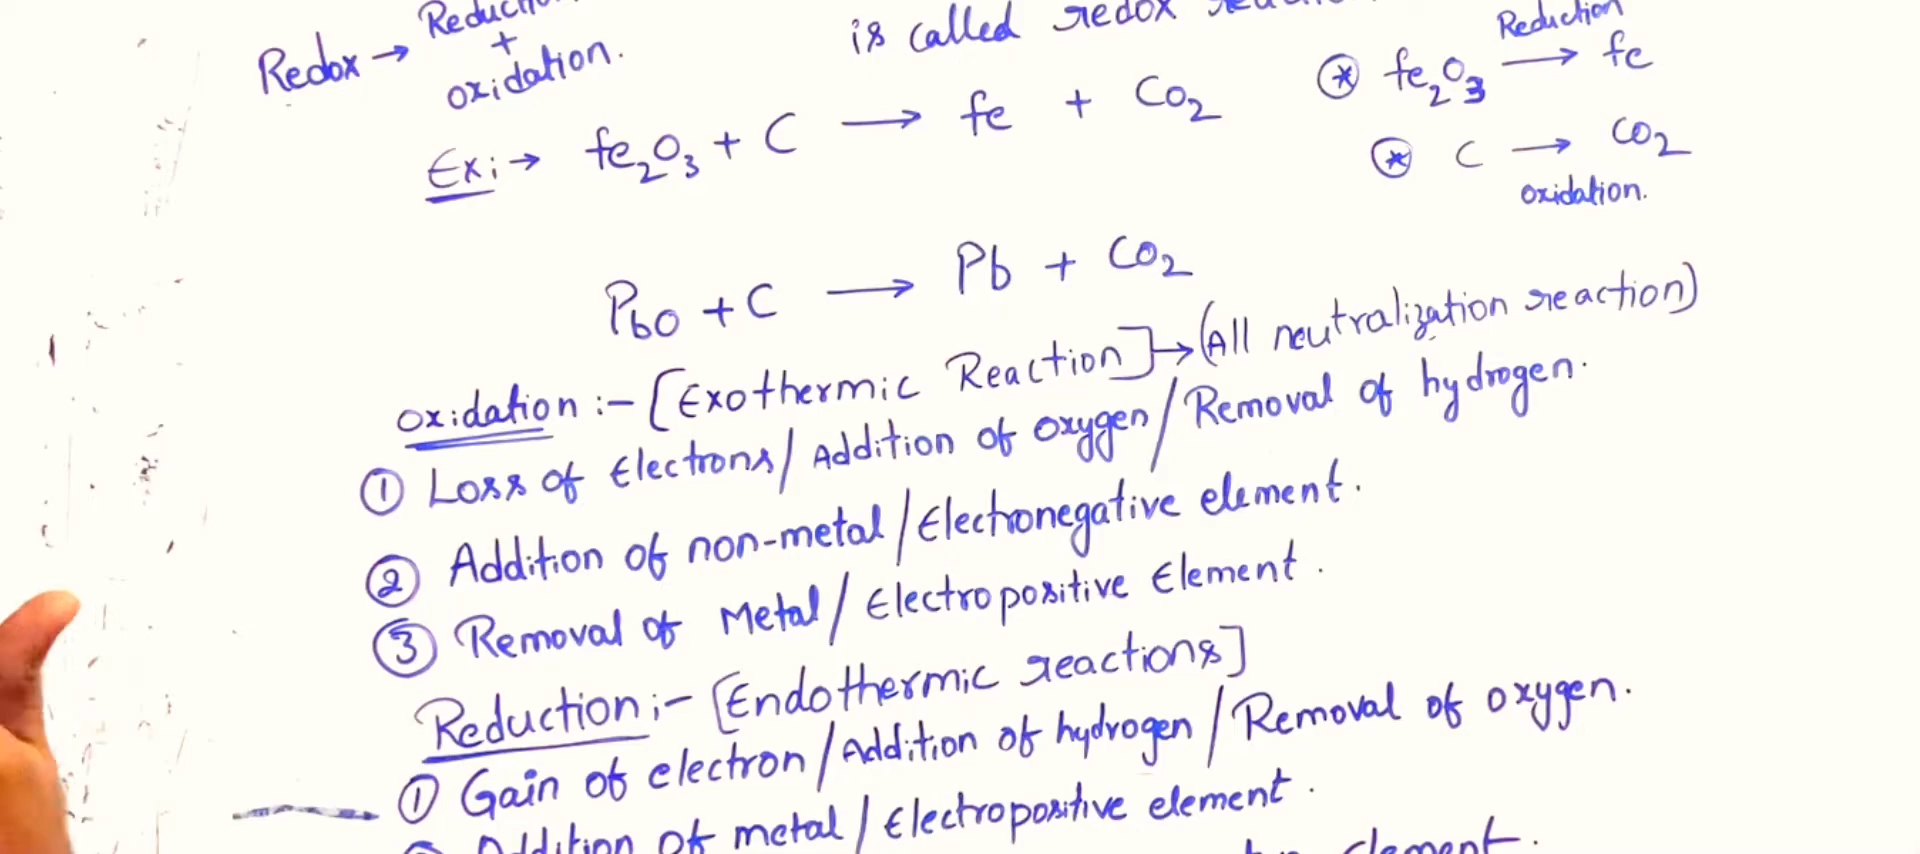 Redox → Reduction
+
oxidation.
is called redox
Ex:→ fe₂O₃ + C → fe + CO₂
Reduction
⊛ fe₂O₃ → fe
⊛ C → CO₂
oxidation.
PbO + C → Pb + CO₂
oxidation :- [Exothermic Reaction] → (All neutralization reaction)
① Loss of Electrons / Addition of oxygen / Removal of hydrogen.
② Addition of non-metal / Electronegative element.
③ Removal of Metal / Electropositive Element.
Reduction :- [Endothermic reactions]
① Gain of electron / Addition of hydrogen / Removal of oxygen.
Addition of metal / Electropositive element.
element.